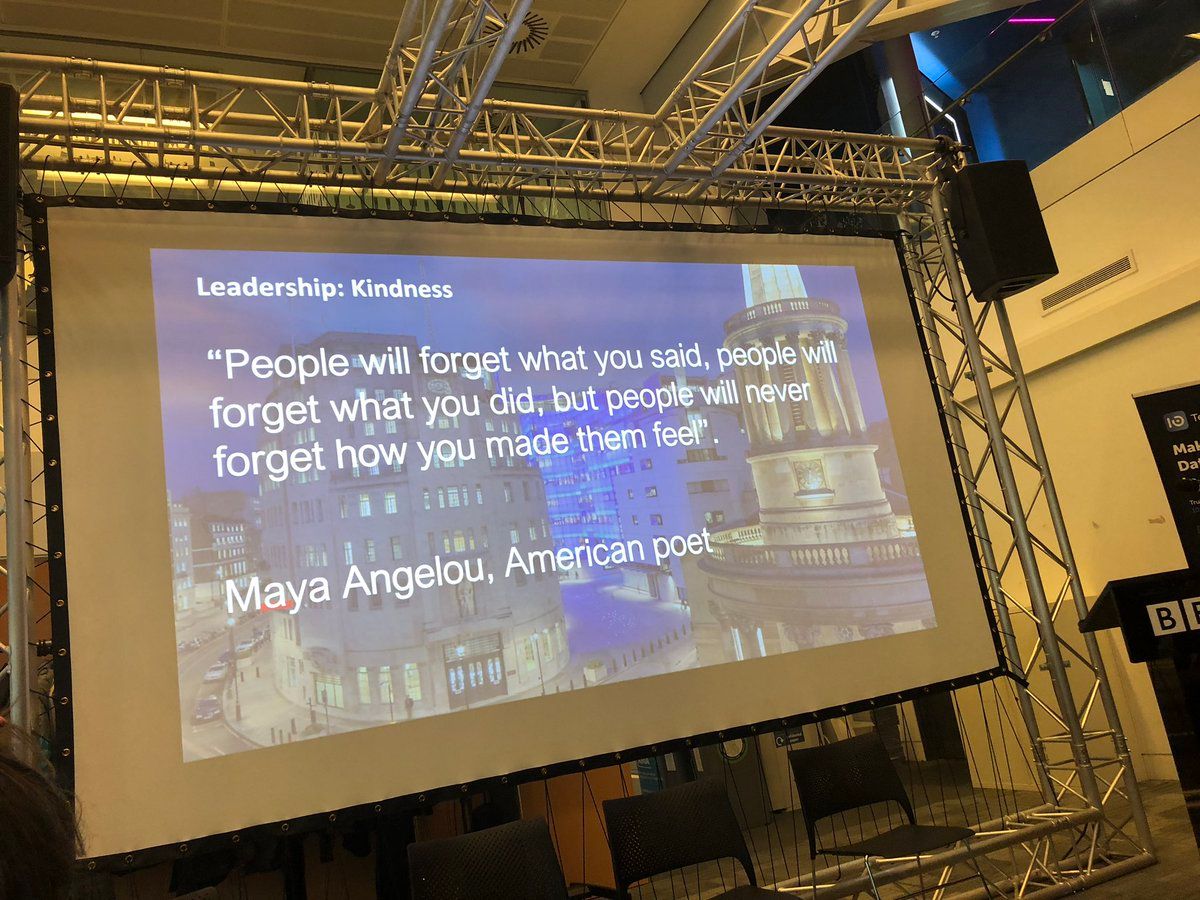 Leadership: Kindness
“People will forget what you said, people will
forget what you did, but people will never
forget how you made them feel”.
Maya Angelou, American poet
B